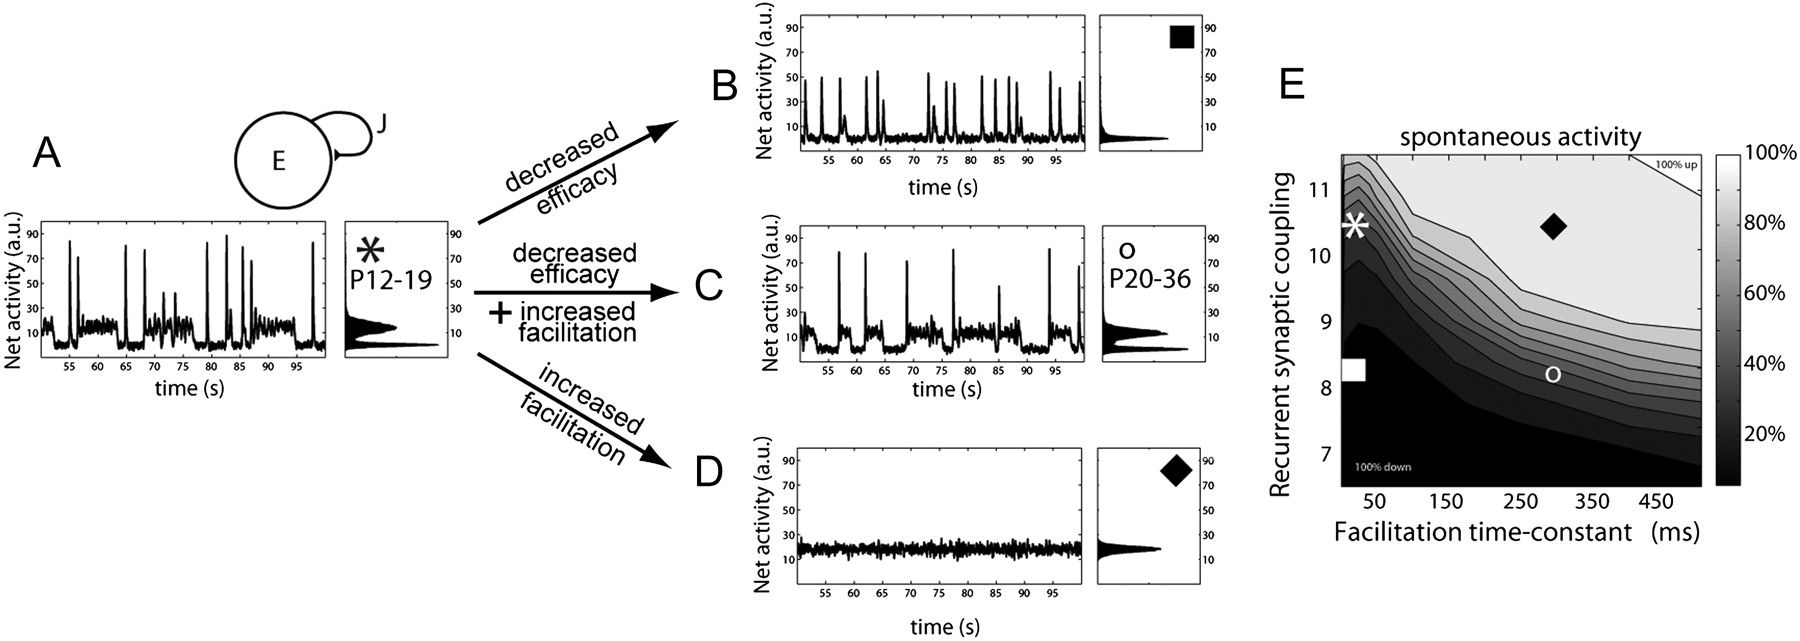 A
E
J
Net activity (a.u.)
90
70
50
30
10
55 60 65 70 75 80 85 90 95
time (s)
*
P12-19
90
70
50
30
10
decreased
efficacy
decreased
efficacy
+ increased
facilitation
increased
facilitation
B
Net activity (a.u.)
90
70
50
30
10
55 60 65 70 75 80 85 90 95
time (s)
90
70
50
30
10
C
Net activity (a.u.)
90
70
50
30
10
55 60 65 70 75 80 85 90 95
time (s)
o
P20-36
90
70
50
30
10
D
Net activity (a.u.)
90
70
50
30
10
55 60 65 70 75 80 85 90 95
time (s)
90
70
50
30
10
E
spontaneous activity
Recurrent synaptic coupling
11
10
9
8
7
100% up
*
o
100% down
50 150 250 350 450
Facilitation time-constant (ms)
100%
80%
60%
40%
20%